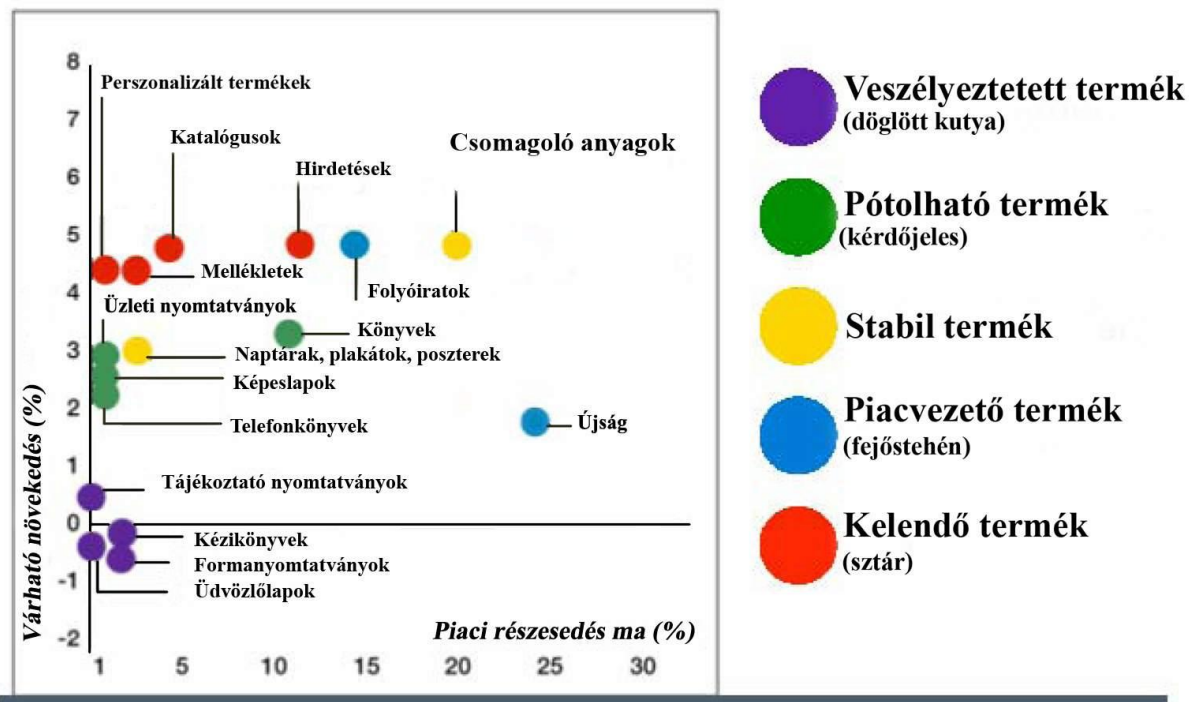 8
Perszonalizált termékek
7
Katalógusok
Csomagoló anyagok
Hirdetések
6
5
4
Mellékletek
Folyóiratok
Üzleti nyomtatványok
Könyvek
3
Naptárak, plakátok, poszterek
Képeslapok
2
Telefonkönyvek
Újság
1
Tájékoztató nyomtatványok
0
Kézikönyvek
Formanyomtatványok
-1
Üdvözlőlapok
-2
Várható növekedés (%)
Piaci részesedés ma (%)
1 5 10 15 20 25 30
Veszélyeztetett termék
(döglött kutya)
Pótolható termék
(kérdőjeles)
Stabil termék
Piacvezető termék
(fejőstehén)
Kelendő termék
(sztár)